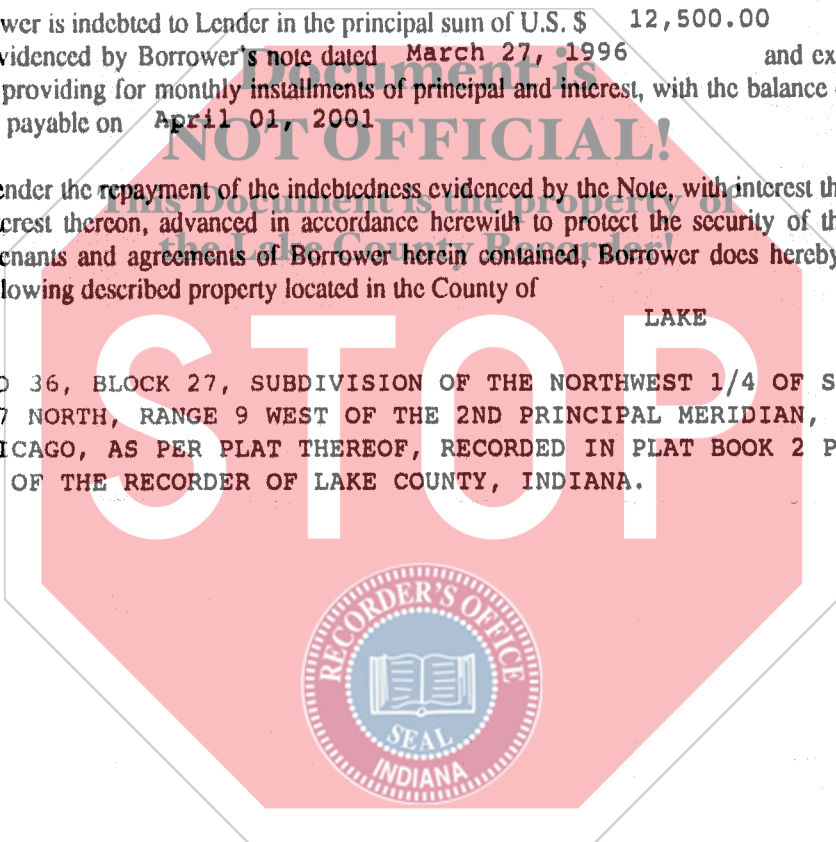 wer is indebted to Lender in the principal sum of U.S. $ 12,500.00
videnced by Borrower's note dated March 27, 1996 and ex
providing for monthly installments of principal and interest, with the balance
payable on April 01, 2001
Document is
NOT OFFICIAL!
This Document is the property of
the Lake County Recorder!
ender the repayment of the indebtedness evidenced by the Note, with interest th
erest thereon, advanced in accordance herewith to protect the security of th
enants and agreements of Borrower herein contained, Borrower does hereby
lowing described property located in the County of
LAKE
36, BLOCK 27, SUBDIVISION OF THE NORTHWEST 1/4 OF S
7 NORTH, RANGE 9 WEST OF THE 2ND PRINCIPAL MERIDIAN,
ICAGO, AS PER PLAT THEREOF, RECORDED IN PLAT BOOK 2 P
OF THE RECORDER OF LAKE COUNTY, INDIANA.
STOP
RECORDER'S OFFICE
SEAL
INDIANA